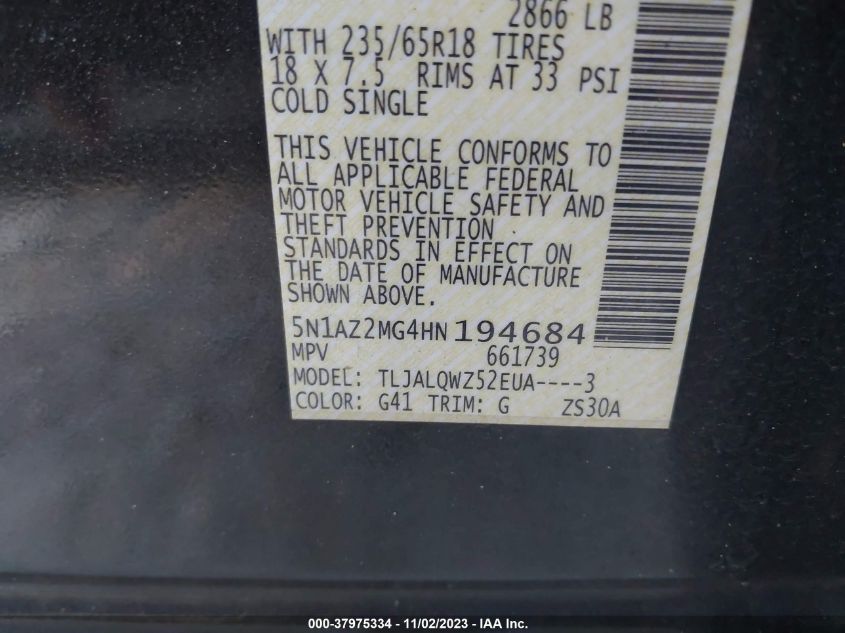 2866 LB
WITH 235/65R18 TIRES
18 X 7.5 RIMS AT 33 PSI
COLD SINGLE
THIS VEHICLE CONFORMS TO
ALL APPLICABLE FEDERAL
MOTOR VEHICLE SAFETY AND
THEFT PREVENTION
STANDARDS IN EFFECT ON
THE DATE OF MANUFACTURE
SHOWN ABOVE.
5N1AZ2MG4HN 194684
MPV 661739
MODEL: TLJALQWZ52EUA----3
COLOR: G41 TRIM: G ZS30A
000-37975334 - 11/02/2023 - IAA Inc.